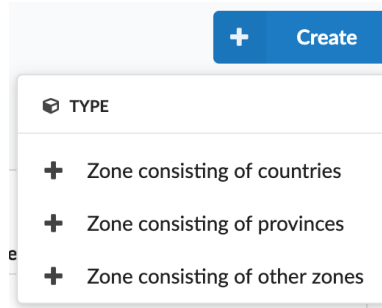 Create
TYPE
Zone consisting of countries
Zone consisting of provinces
e
Zone consisting of other zones